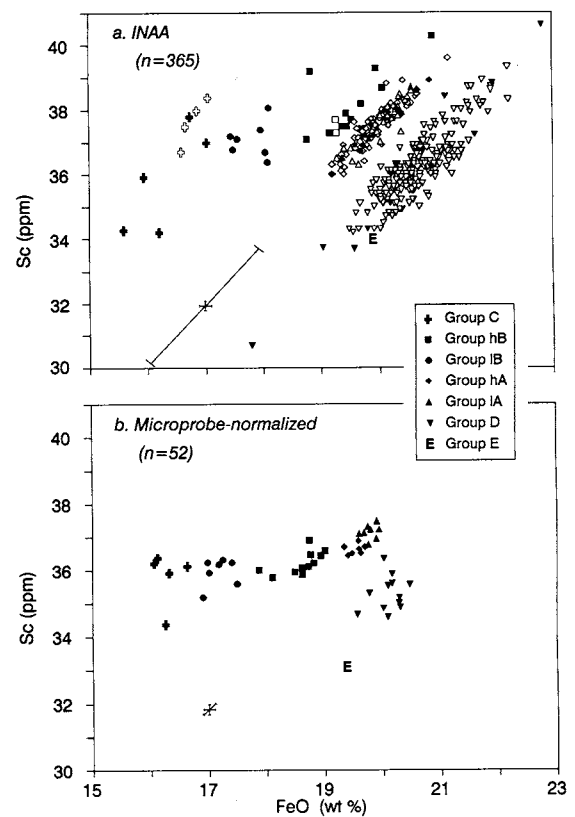 a. INAA
(n=365)
40
38
36
34
32
30
Sc (ppm)
15
17
E
Group C
Group hB
Group lB
Group hA
Group lA
Group D
E Group E
b. Microprobe-normalized
(n=52)
40
38
36
34
32
30
Sc (ppm)
E
15
17
19
21
23
FeO (wt %)